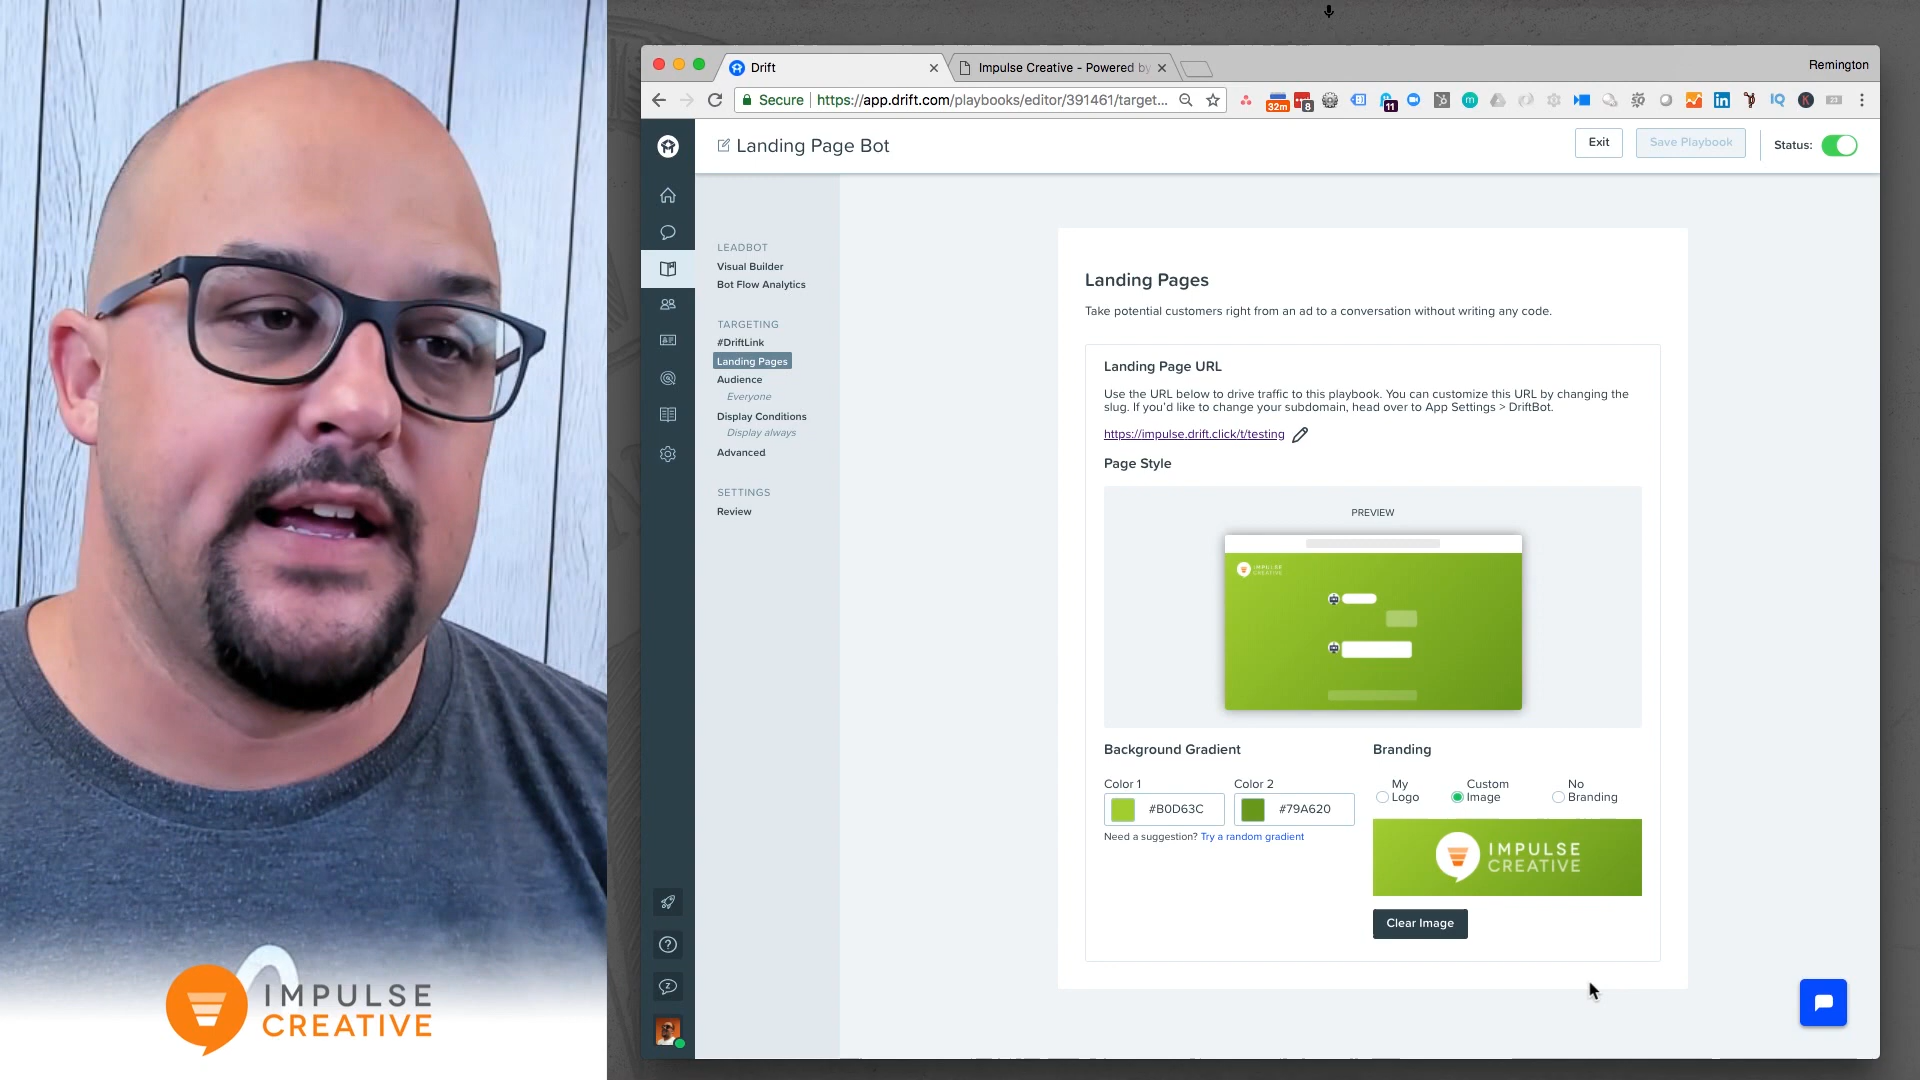 Drift
Impulse Creative - Powered by
Remington
Secure
https://app.drift.com/playbooks/editor/391461/target...
32m
8
11
23
Landing Page Bot
Exit
Save Playbook
Status:
LEADBOT
Visual Builder
Bot Flow Analytics
TARGETING
#DriftLink
Landing Pages
Audience
Everyone
Display Conditions
Display always
Advanced
SETTINGS
Review
Landing Pages
Take potential customers right from an ad to a conversation without writing any code.
Landing Page URL
Use the URL below to drive traffic to this playbook. You can customize this URL by changing the
slug. If you'd like to change your subdomain, head over to App Settings > DriftBot.
https://impulse.drift.click/t/testing
Page Style
PREVIEW
IMPULSE
CREATIVE
Background Gradient
Color 1
Color 2
#B0D63C
#79A620
Need a suggestion? Try a random gradient
Branding
My
Logo
Custom
Image
No
Branding
IMPULSE
CREATIVE
Clear Image
IMPULSE
CREATIVE